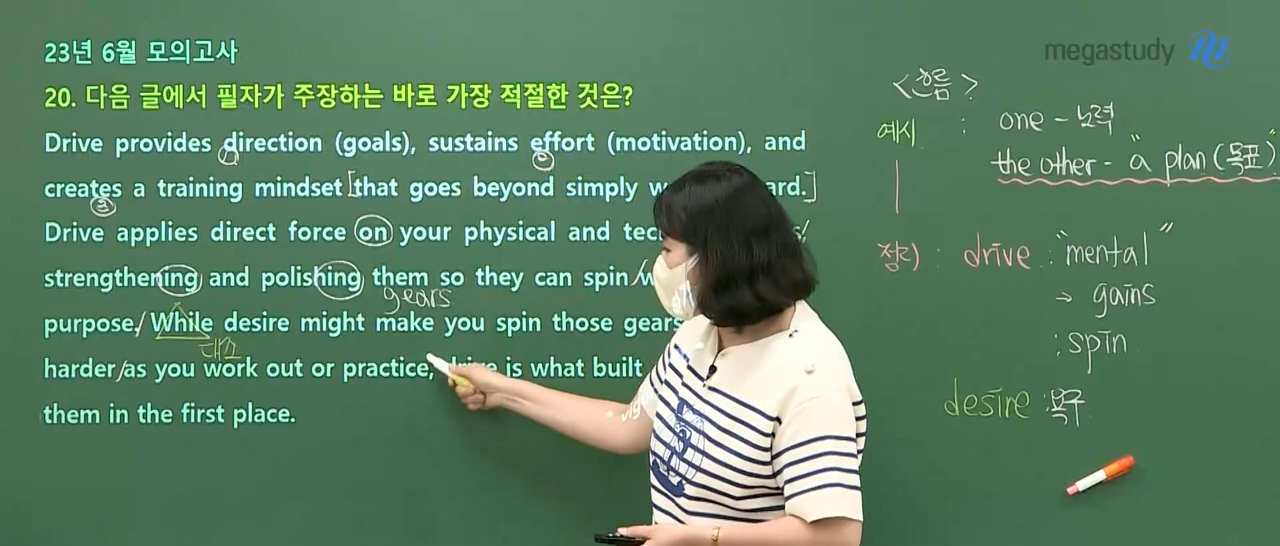 23년 6월 모의고사
megastudy
20. 다음 글에서 필자가 주장하는 바로 가장 적절한 것은?
Drive provides direction (goals), sustains effort (motivation), and
① ②
creates a training mindset [that goes beyond simply ard.]
③
Drive applies direct force on your physical and
strengthening and polishing them so they can spin
gears
purpose. While desire might make you spin those gears
대조
harder as you work out or practice, drive is what built
them in the first place.
<흐름>
예시 : one - 노력
the other - "a plan (목표)"
정리) : drive : "mental"
→ gains
: spin
desire : 욕구